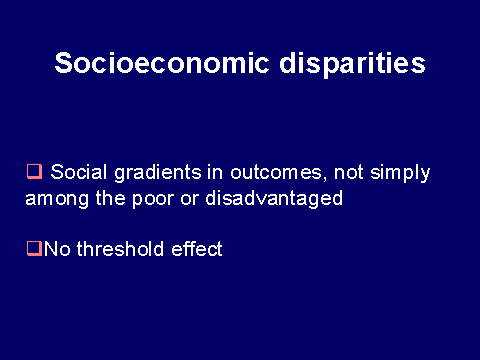 Socioeconomic disparities
❑ Social gradients in outcomes, not simply
among the poor or disadvantaged
❑No threshold effect